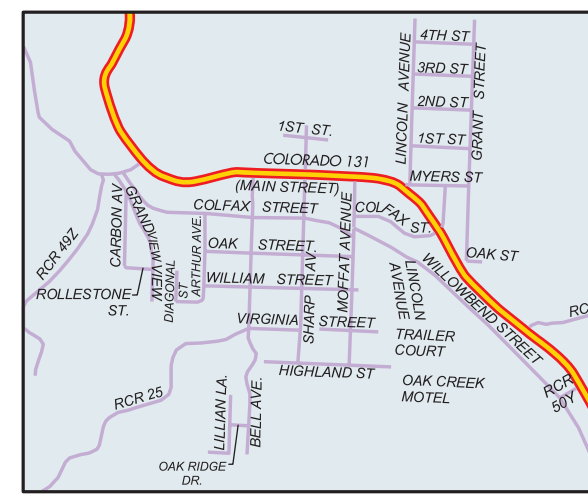 4TH ST
3RD ST
2ND ST
1ST ST
LINCOLN AVENUE
GRANT STREET
MYERS ST
1ST ST.
COLORADO 131
(MAIN STREET)
COLFAX STREET
COLFAX ST.
OAK STREET.
OAK ST
WILLIAM STREET
VIRGINIA STREET
HIGHLAND ST
CARBON AV
GRANDVIEW VIEW
DIAGONAL
ST
ARTHUR AVE.
SHARP AV
MOFFAT AVENUE
LINCOLN
AVENUE
WILLOWBEND STREET
TRAILER
COURT
OAK CREEK
MOTEL
RCR 49Z
ROLLESTONE
ST.
RCR 25
LILLIAN LA.
BELL AVE.
OAK RIDGE
DR.
RC
RCR
50Y